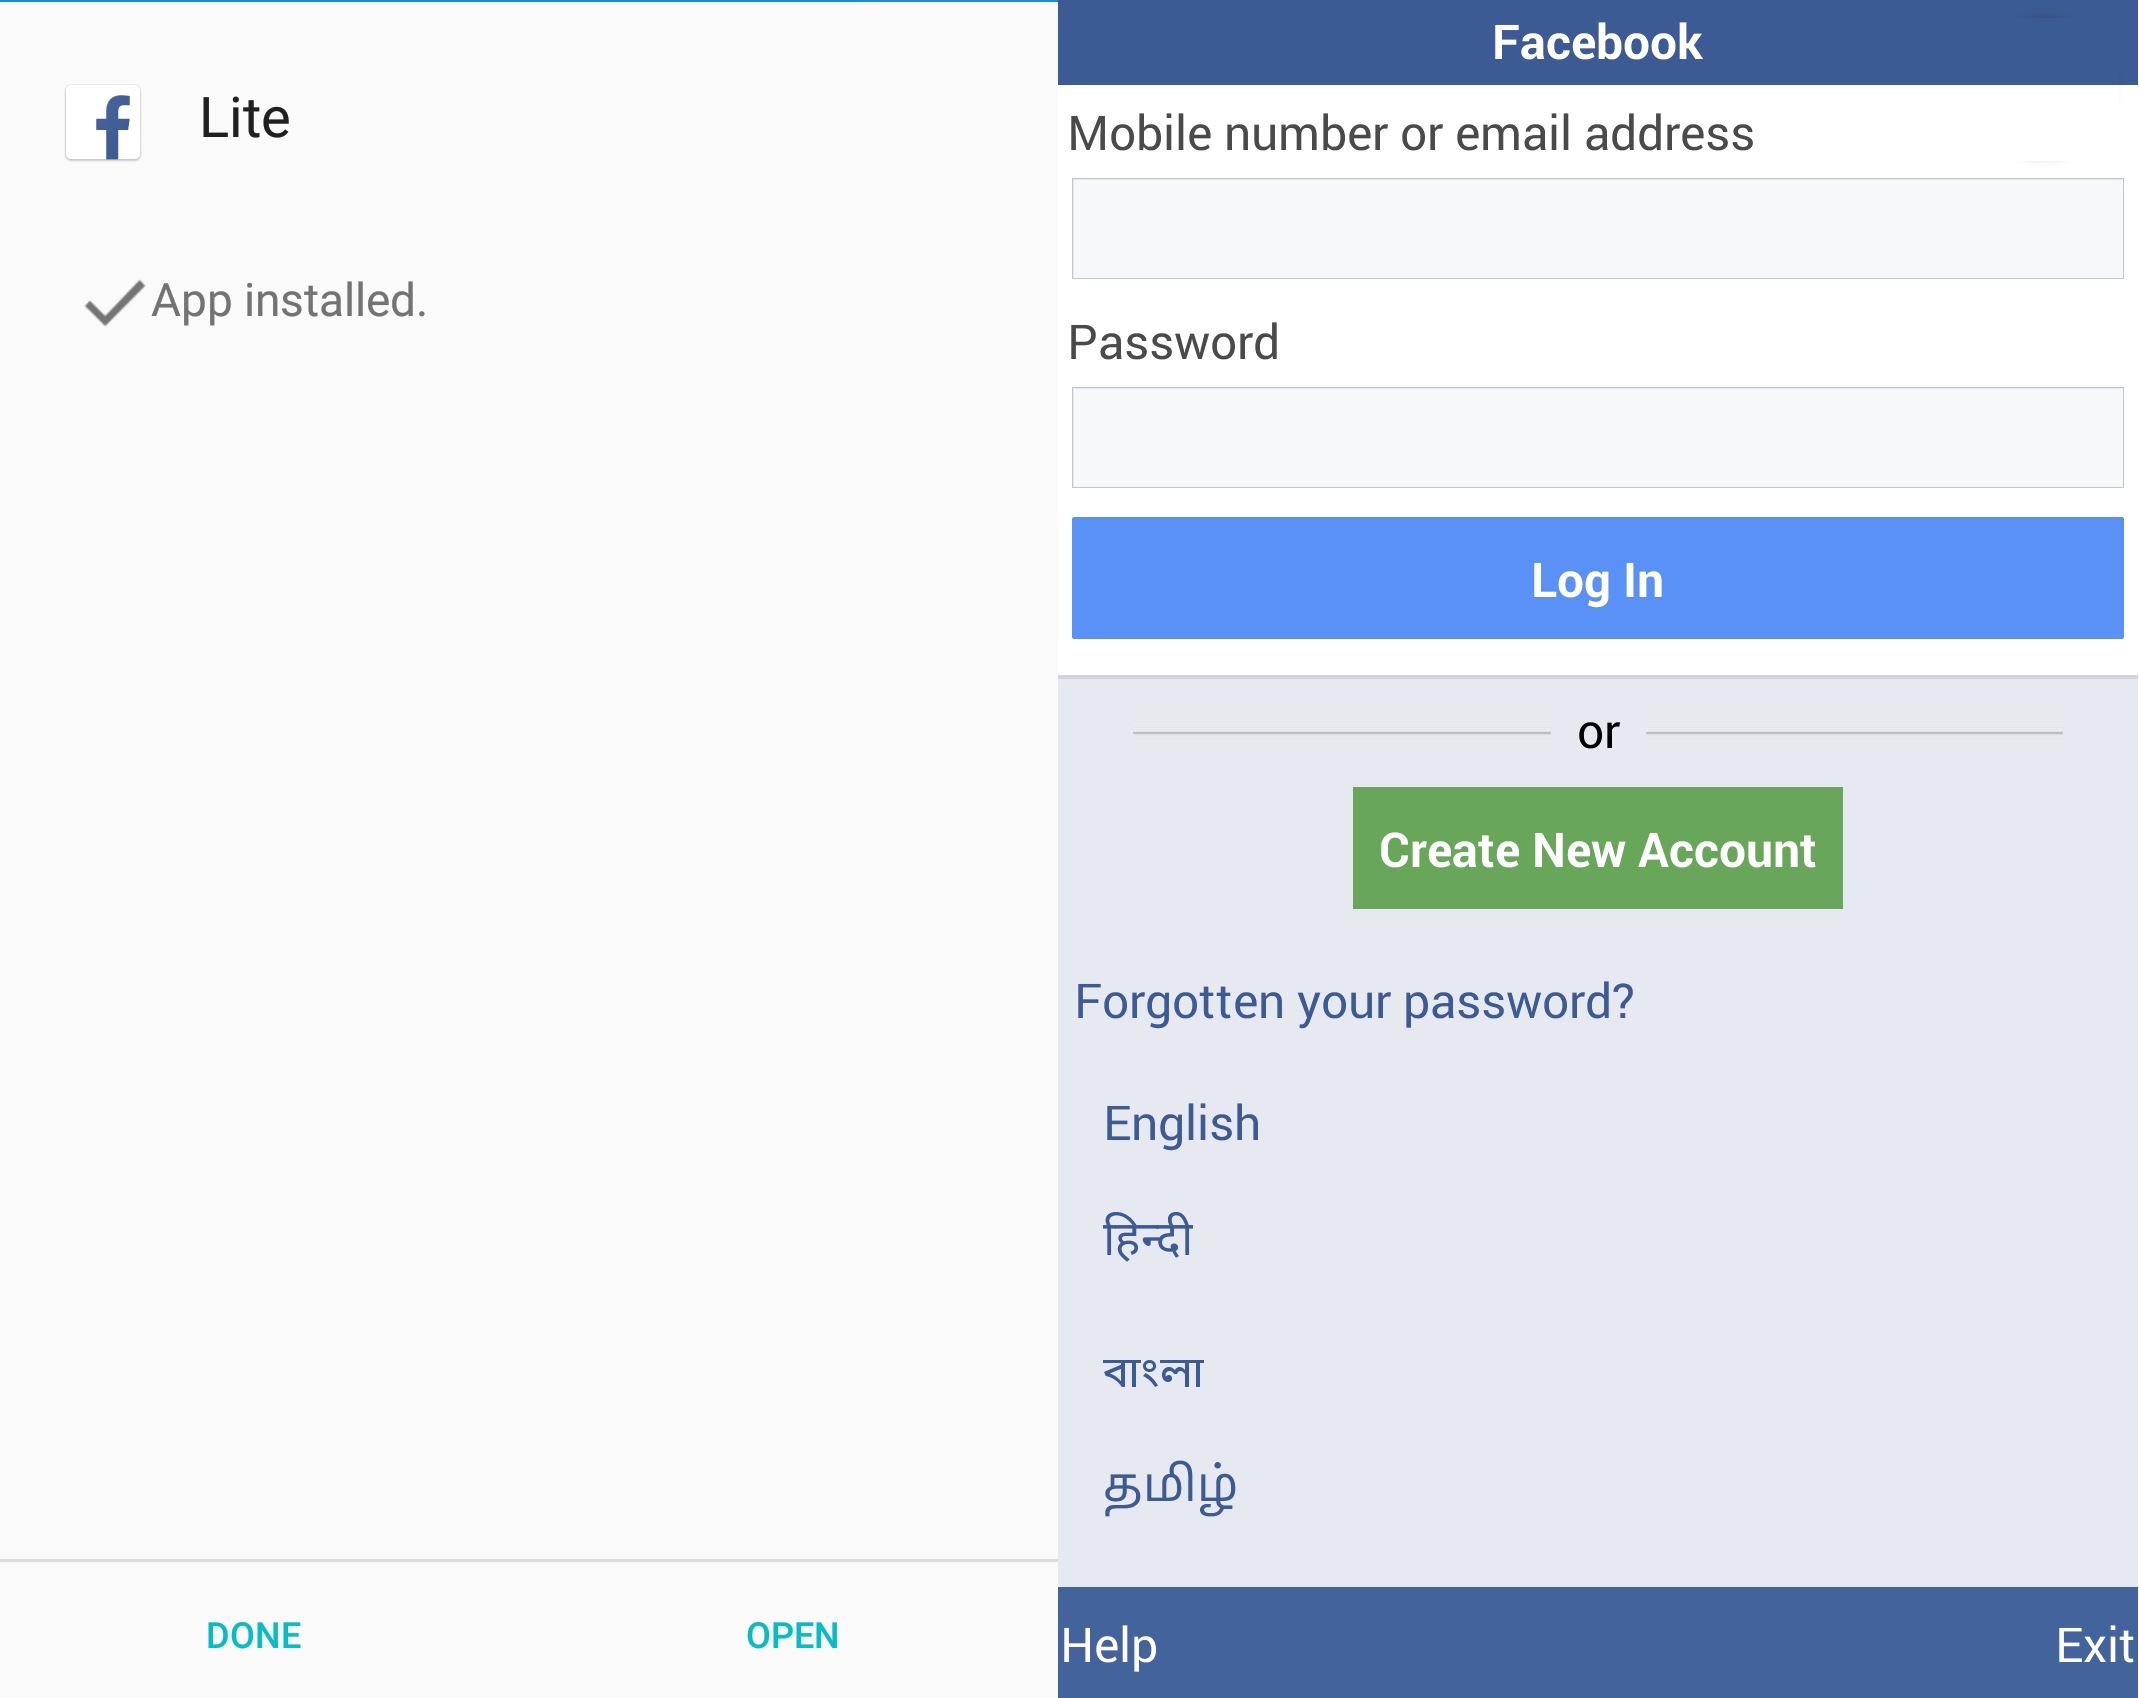 Lite
App installed.
DONE
OPEN
Facebook
Mobile number or email address
Password
Log In
or
Create New Account
Forgotten your password?
English
हिन्दी
বাংলা
தமிழ்
Help
Exit